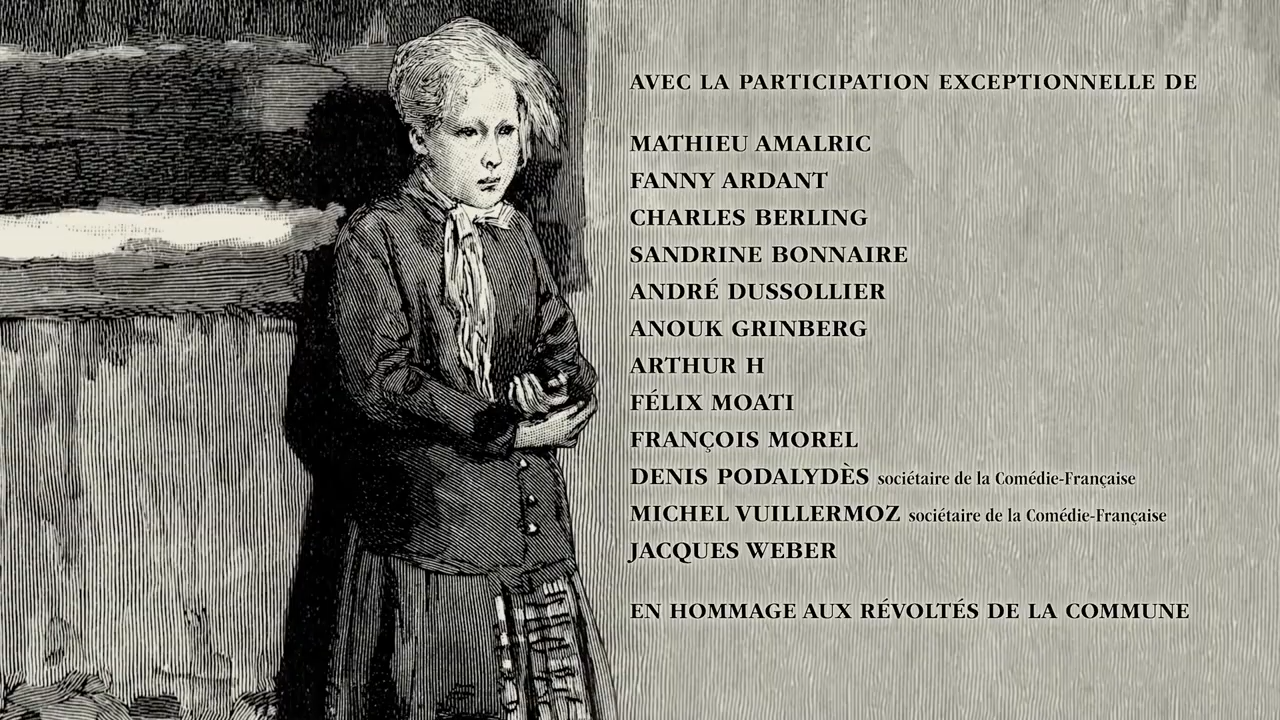 AVEC LA PARTICIPATION EXCEPTIONNELLE DE
MATHIEU AMALRIC
FANNY ARDANT
CHARLES BERLING
SANDRINE BONNAIRE
ANDRÉ DUSSOLLIER
ANOUK GRINBERG
ARTHUR H
FÉLIX MOATI
FRANÇOIS MOREL
DENIS PODALYDÈS sociétaire de la Comédie-Française
MICHEL VUILLERMOZ sociétaire de la Comédie-Française
JACQUES WEBER
EN HOMMAGE AUX RÉVOLTÉS DE LA COMMUNE